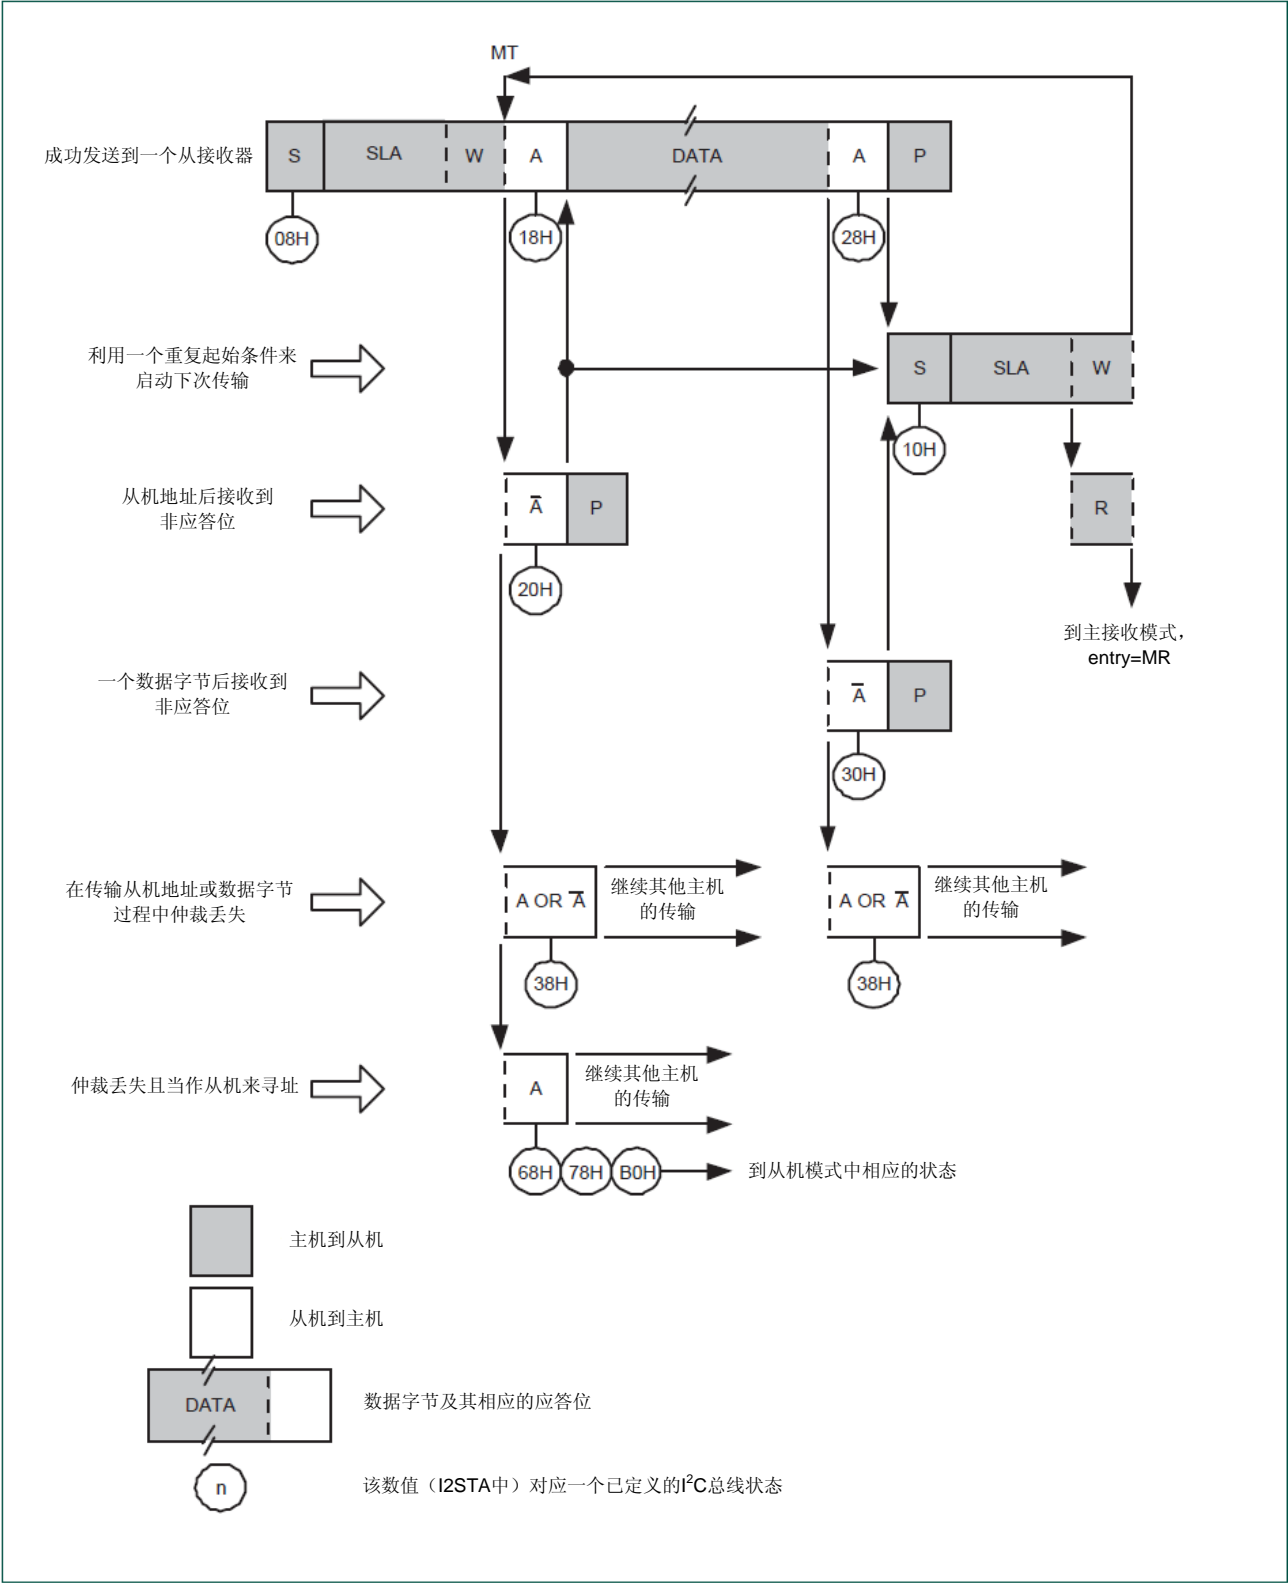 MT
成功发送到一个从接收器
S SLA W A DATA A P
08H 18H 28H
利用一个重复起始条件来
启动下次传输
S SLA W
10H
从机地址后接收到
非应答位
A̅ P
R
20H
到主接收模式，
entry=MR
一个数据字节后接收到
非应答位
A̅ P
30H
在传输从机地址或数据字节
过程中仲裁丢失
A OR A̅
继续其他主机
的传输
A OR A̅
继续其他主机
的传输
38H 38H
仲裁丢失且当作从机来寻址
A
继续其他主机
的传输
68H 78H B0H 到从机模式中相应的状态
主机到从机
从机到主机
DATA 数据字节及其相应的应答位
n 该数值（I2STA中）对应一个已定义的I²C总线状态